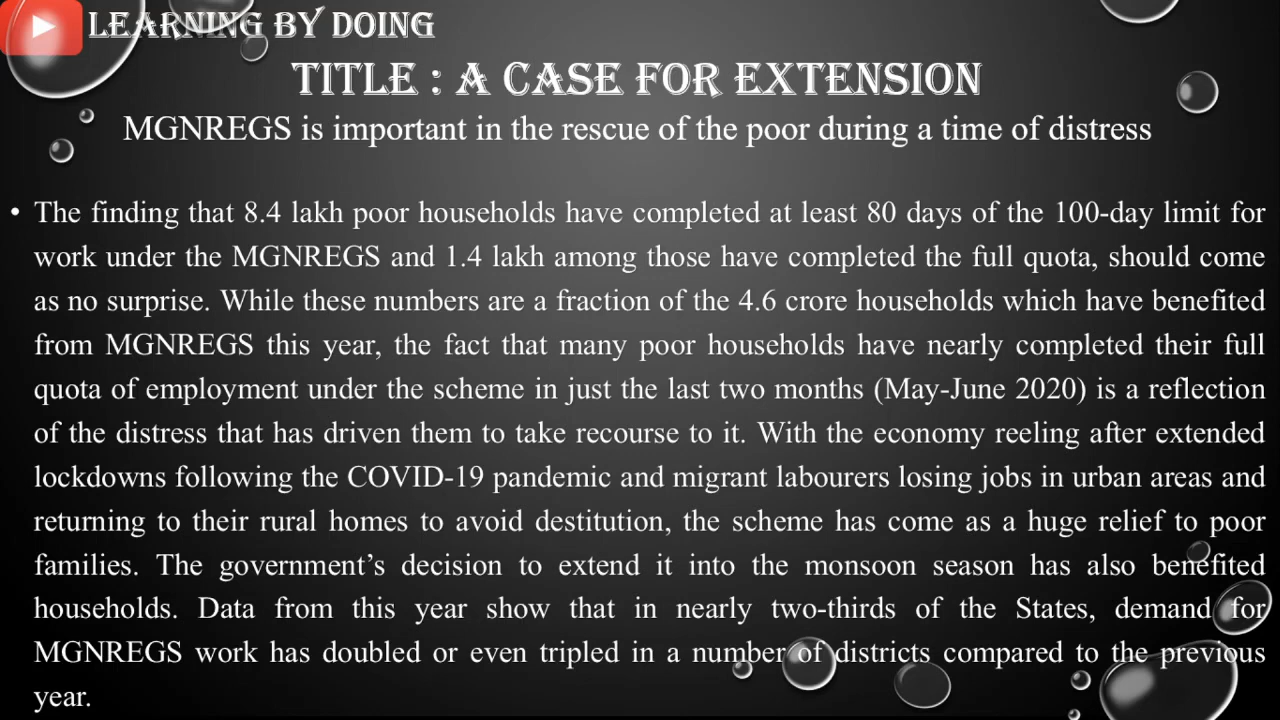 LEARNING BY DOING
TITLE : A CASE FOR EXTENSION
MGNREGS is important in the rescue of the poor during a time of distress
• The finding that 8.4 lakh poor households have completed at least 80 days of the 100-day limit for
work under the MGNREGS and 1.4 lakh among those have completed the full quota, should come
as no surprise. While these numbers are a fraction of the 4.6 crore households which have benefited
from MGNREGS this year, the fact that many poor households have nearly completed their full
quota of employment under the scheme in just the last two months (May-June 2020) is a reflection
of the distress that has driven them to take recourse to it. With the economy reeling after extended
lockdowns following the COVID-19 pandemic and migrant labourers losing jobs in urban areas and
returning to their rural homes to avoid destitution, the scheme has come as a huge relief to poor
families. The government’s decision to extend it into the monsoon season has also benefited
households. Data from this year show that in nearly two-thirds of the States, demand for
MGNREGS work has doubled or even tripled in a number of districts compared to the previous
year.